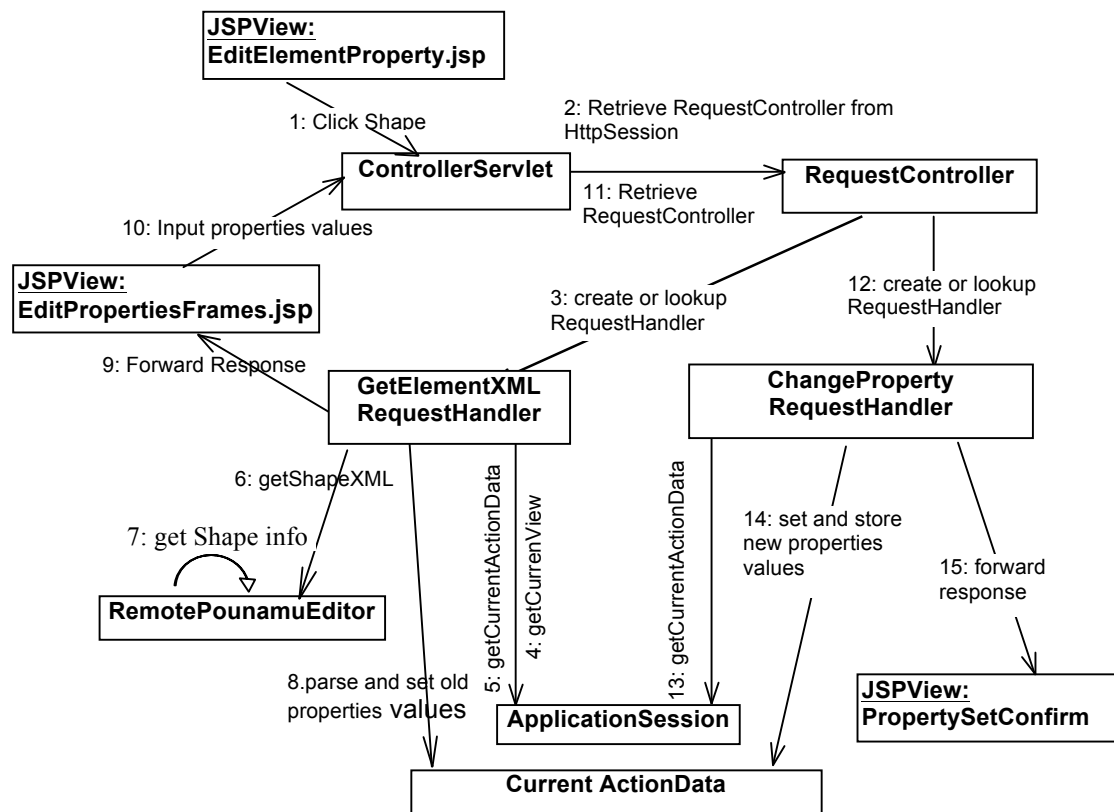 JSPView:
EditElementProperty.jsp
1: Click Shape
2: Retrieve RequestController from
HttpSession
ControllerServlet
RequestController
11: Retrieve
RequestController
10: Input properties values
JSPView:
EditPropertiesFrames.jsp
3: create or lookup
RequestHandler
12: create or lookup
RequestHandler
9: Forward Response
GetElementXML
RequestHandler
ChangeProperty
RequestHandler
6: getShapeXML
7: get Shape info
RemotePounamuEditor
5: getCurrentActionData
4: getCurrenView
13: getCurrentActionData
14: set and store
new properties
values
15: forward
response
8.parse and set old
properties values
ApplicationSession
JSPView:
PropertySetConfirm
Current ActionData